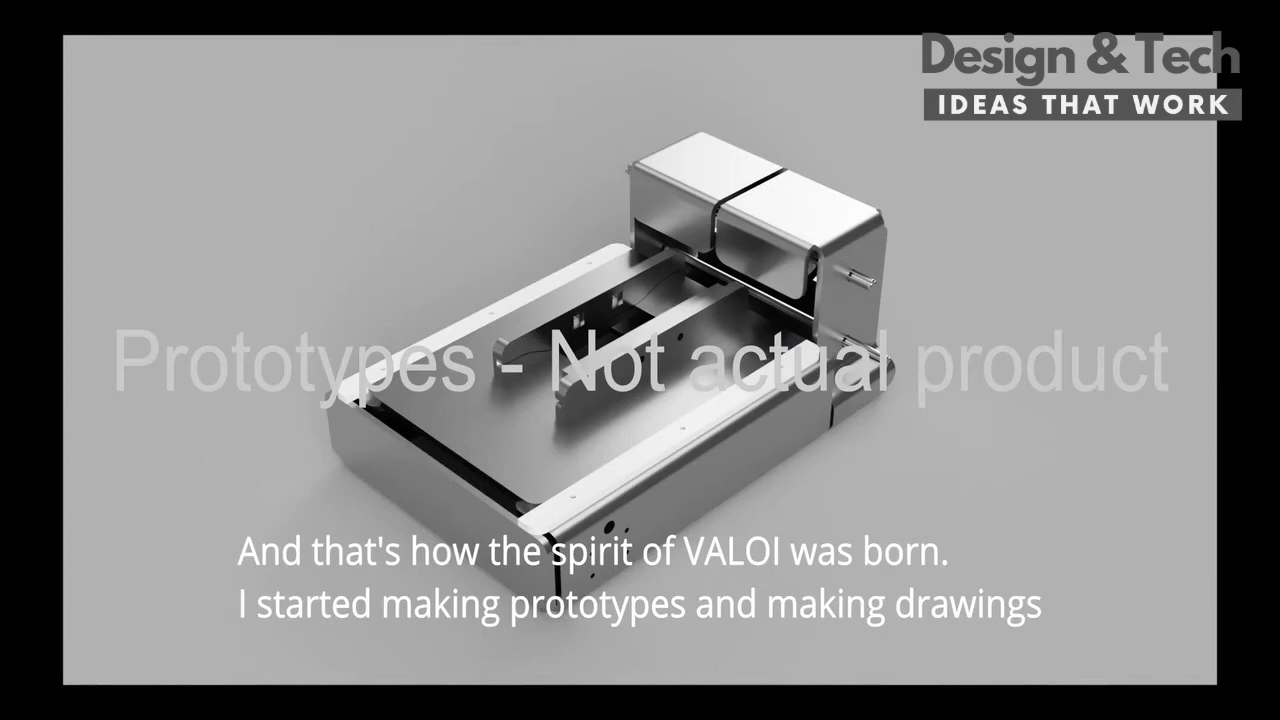 Design & Tech
IDEAS THAT WORK
Prototypes - Not actual product
And that's how the spirit of VALOI was born.
I started making prototypes and making drawings